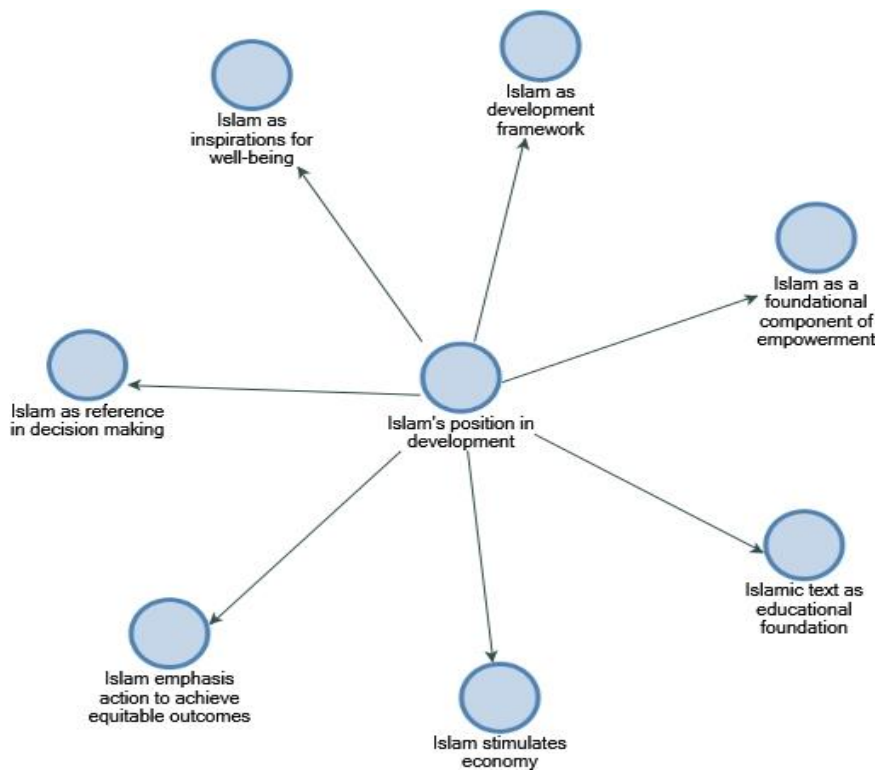 Islam as
inspirations for
well-being
Islam as
development
framework
Islam as a
foundational
component of
empowerment
Islam as reference
in decision making
Islam's position in
development
Islamic text as
educational
foundation
Islam emphasis
action to achieve
equitable outcomes
Islam stimulates
economy